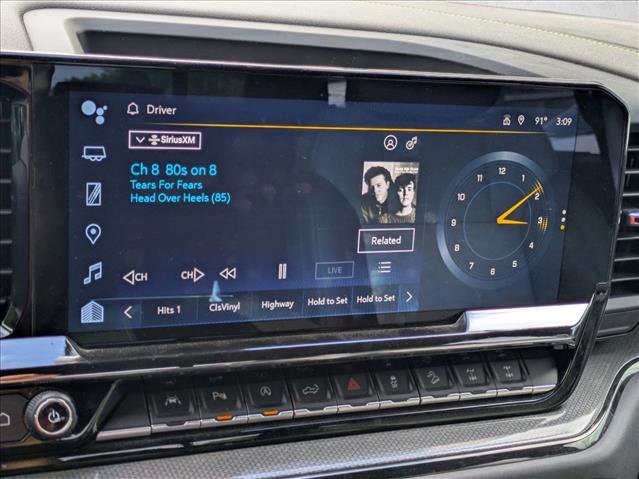 Driver
91° 3:09
SiriusXM
Ch 8 80s on 8
Tears For Fears
Head Over Heels (85)
Related
CH
CH
LIVE
Hits 1
ClsVinyl
Highway
Hold to Set
Hold to Set
12
1
2
3
4
5
6
7
8
9
10
11